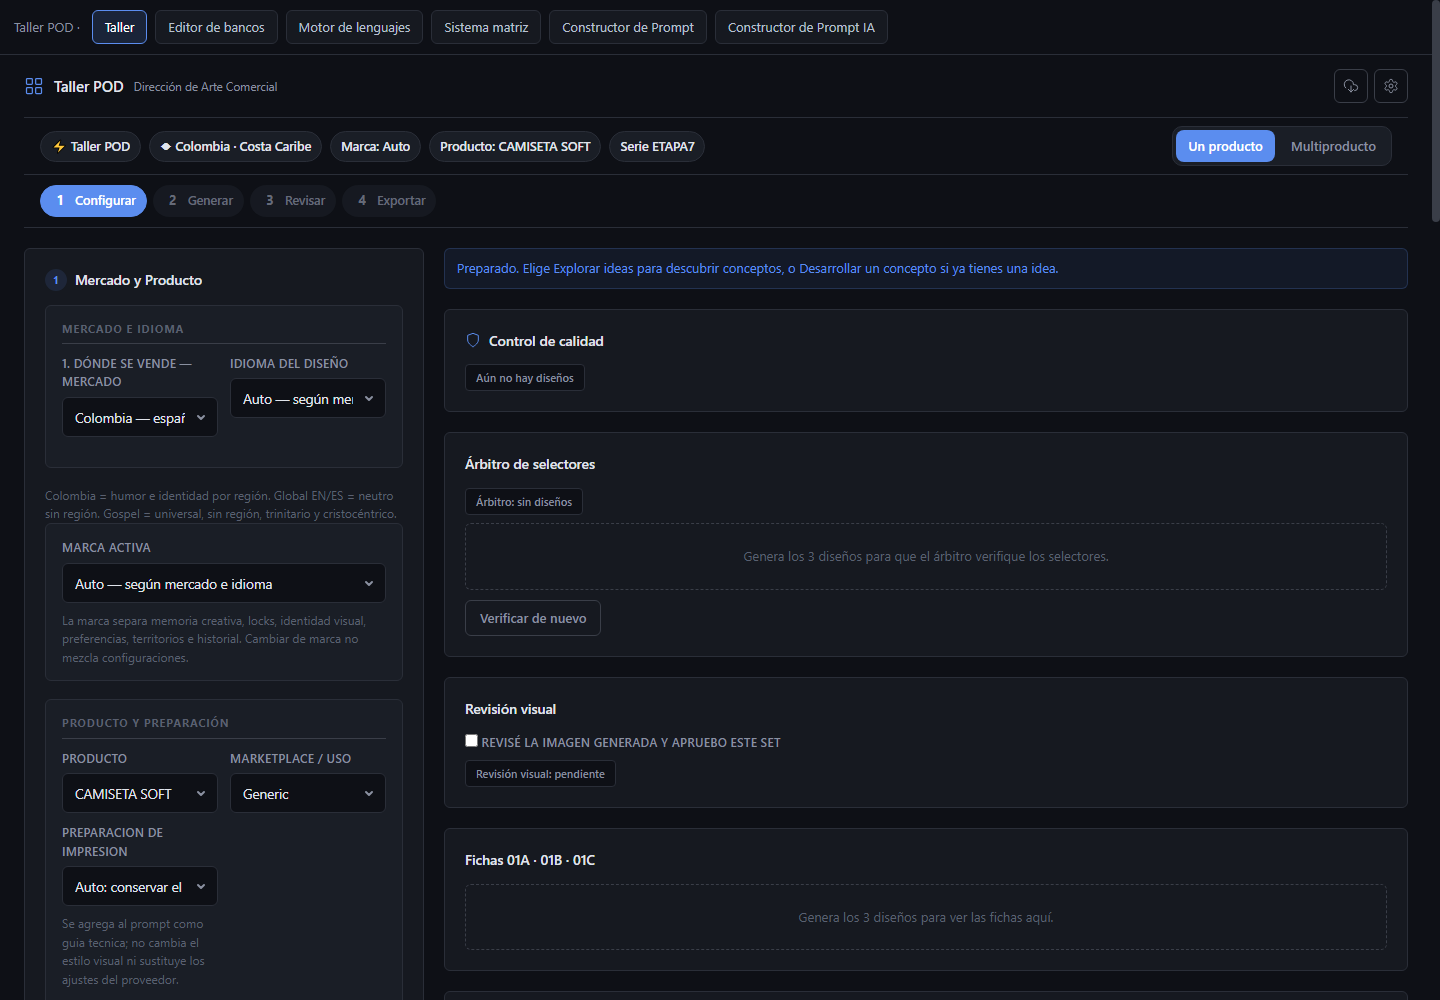 Taller POD ·
Taller
Editor de bancos
Motor de lenguajes
Sistema matriz
Constructor de Prompt
Constructor de Prompt IA
Taller POD
Dirección de Arte Comercial
Taller POD
Colombia · Costa Caribe
Marca: Auto
Producto: CAMISETA SOFT
Serie ETAPA7
Un producto
Multiproducto
1 Configurar
2 Generar
3 Revisar
4 Exportar
1 Mercado y Producto
MERCADO E IDIOMA
1. DÓNDE SE VENDE —
MERCADO
Colombia — españ
IDIOMA DEL DISEÑO
Auto — según mer
Colombia = humor e identidad por región. Global EN/ES = neutro
sin región. Gospel = universal, sin región, trinitario y cristocéntrico.
MARCA ACTIVA
Auto — según mercado e idioma
La marca separa memoria creativa, locks, identidad visual,
preferencias, territorios e historial. Cambiar de marca no
mezcla configuraciones.
PRODUCTO Y PREPARACIÓN
PRODUCTO
CAMISETA SOFT
MARKETPLACE / USO
Generic
PREPARACION DE
IMPRESION
Auto: conservar el
Se agrega al prompt como
guia tecnica; no cambia el
estilo visual ni sustituye los
ajustes del proveedor.
Preparado. Elige Explorar ideas para descubrir conceptos, o Desarrollar un concepto si ya tienes una idea.
Control de calidad
Aún no hay diseños
Árbitro de selectores
Árbitro: sin diseños
Genera los 3 diseños para que el árbitro verifique los selectores.
Verificar de nuevo
Revisión visual
REVISÉ LA IMAGEN GENERADA Y APRUEBO ESTE SET
Revisión visual: pendiente
Fichas 01A · 01B · 01C
Genera los 3 diseños para ver las fichas aquí.